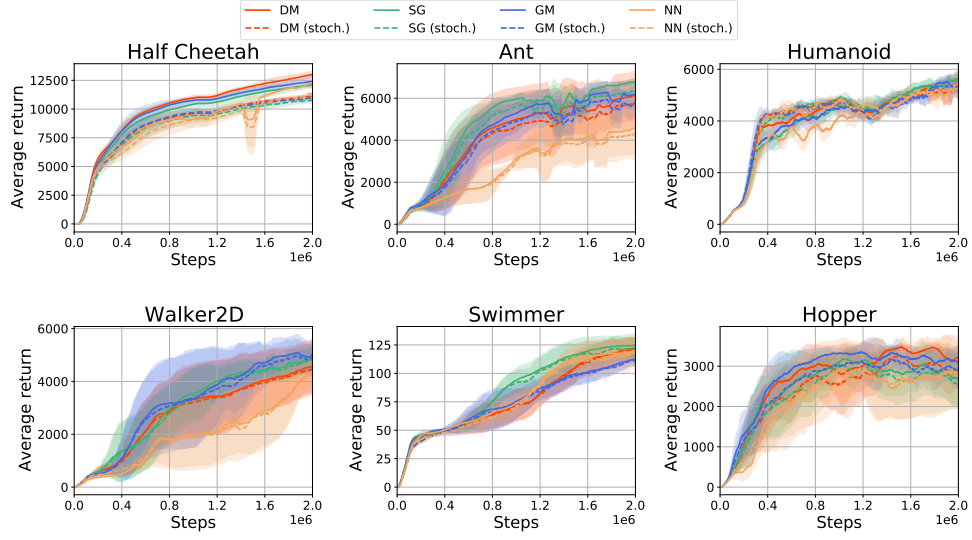 DM SG GM NN
DM (stoch.) SG (stoch.) GM (stoch.) NN (stoch.)
Half Cheetah
Average return
12500
10000
7500
5000
2500
0
0.0 0.4 0.8 1.2 1.6 2.0
Steps 1e6
Ant
Average return
6000
4000
2000
0
0.0 0.4 0.8 1.2 1.6 2.0
Steps 1e6
Humanoid
Average return
6000
4000
2000
0
0.0 0.4 0.8 1.2 1.6 2.0
Steps 1e6
Walker2D
Average return
6000
4000
2000
0
0.0 0.4 0.8 1.2 1.6 2.0
Steps 1e6
Swimmer
Average return
125
100
75
50
25
0
0.0 0.4 0.8 1.2 1.6 2.0
Steps 1e6
Hopper
Average return
3000
2000
1000
0
0.0 0.4 0.8 1.2 1.6 2.0
Steps 1e6